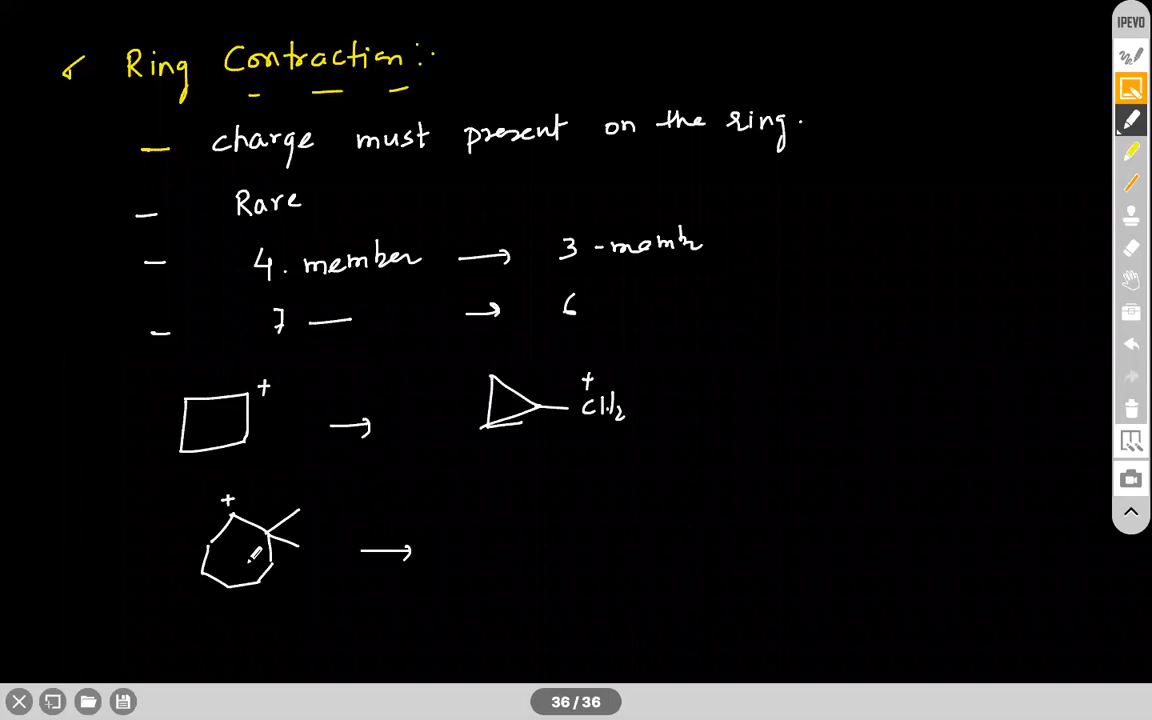 IPEVO
Ring Contraction :-
- charge must present on the ring.
- Rare
- 4. member → 3 - memb
- 7 — → 6
+ → + CH2
+ →
36 / 36